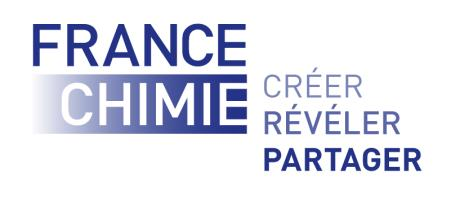 FRANCE
CHIMIE
CRÉER
RÉVÉLER
PARTAGER